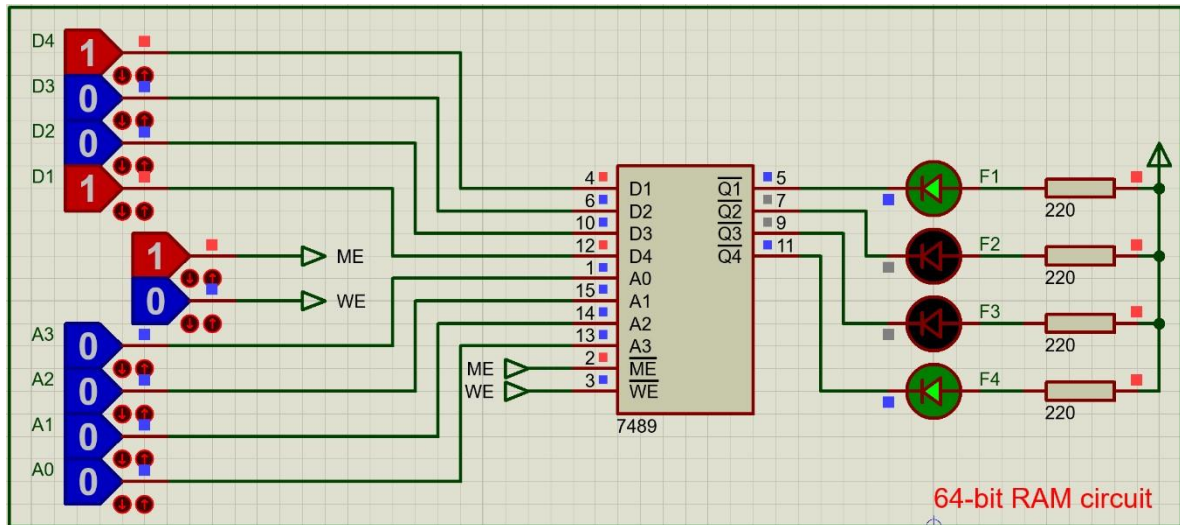 D4 1
D3 0
D2 0
D1 1
1 ME
0 WE
A3 0
A2 0
A1 0
A0 0
4 D1 Q1 5
6 D2 Q2 7
10 D3 Q3 9
12 D4 Q4 11
1 A0
15 A1
14 A2
13 A3
ME 2 ME
WE 3 WE
7489
F1
220
F2
220
F3
220
F4
220
64-bit RAM circuit